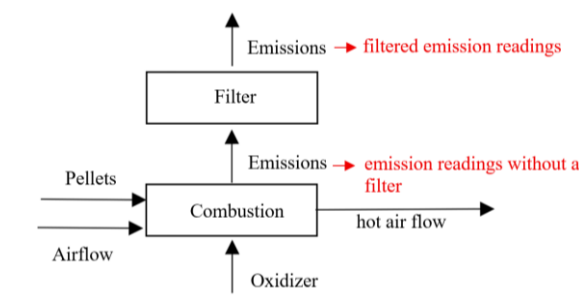 Emissions filtered emission readings
Filter
Emissions emission readings without a
filter
Pellets
Combustion
hot air flow
Airflow
Oxidizer